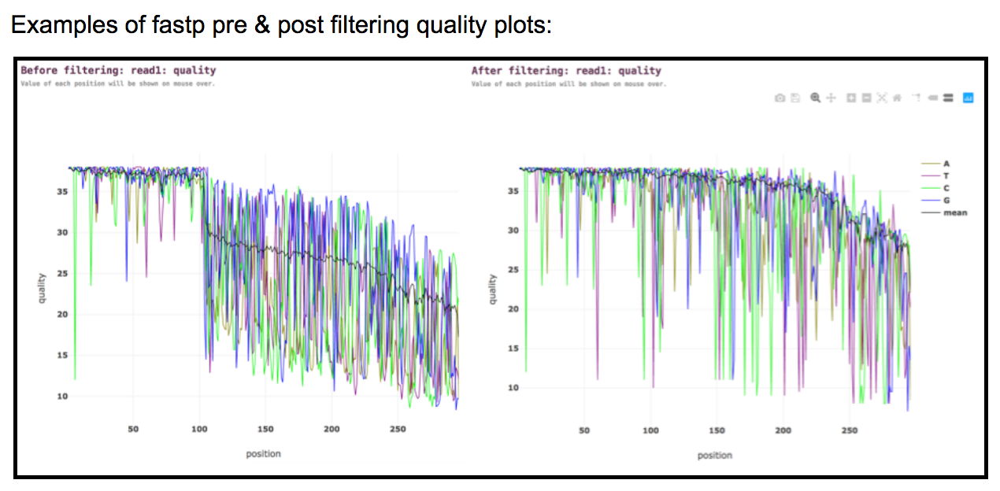 Examples of fastp pre & post filtering quality plots:
Before filtering: read1: quality
Value of each position will be shown on mouse over.
35
30
25
20
15
10
quality
50 100 150 200 250
position
After filtering: read1: quality
Value of each position will be shown on mouse over.
35
30
25
20
15
10
quality
50 100 150 200 250
position
A
T
C
G
mean